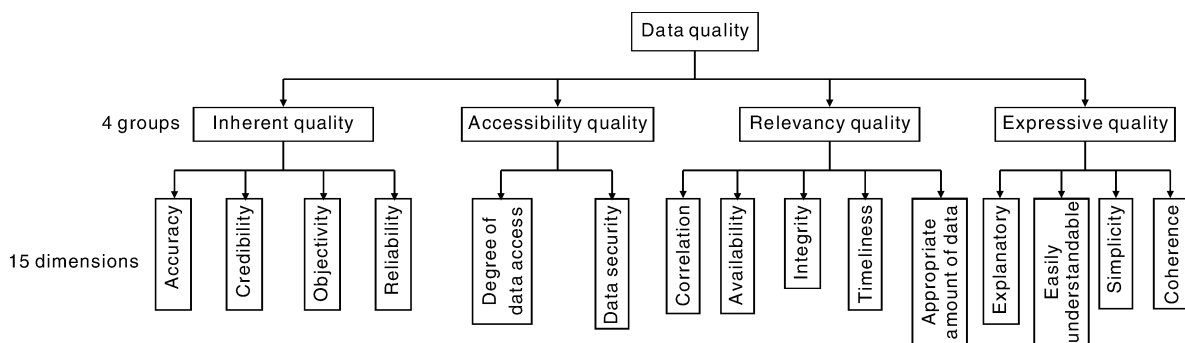 Data quality
4 groups
Inherent quality
Accessibility quality
Relevancy quality
Expressive quality
15 dimensions
Accuracy
Credibility
Objectivity
Reliability
Degree of
data access
Data security
Correlation
Availability
Integrity
Timeliness
Appropriate
amount of data
Explanatory
Easily
understandable
Simplicity
Coherence